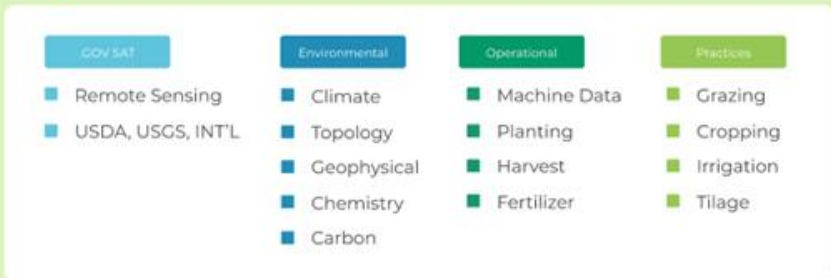 GOV SAT
Remote Sensing
USDA, USGS, INT'L
Environmental
Climate
Topology
Geophysical
Chemistry
Carbon
Operational
Machine Data
Planting
Harvest
Fertilizer
Practices
Grazing
Cropping
Irrigation
Tilage